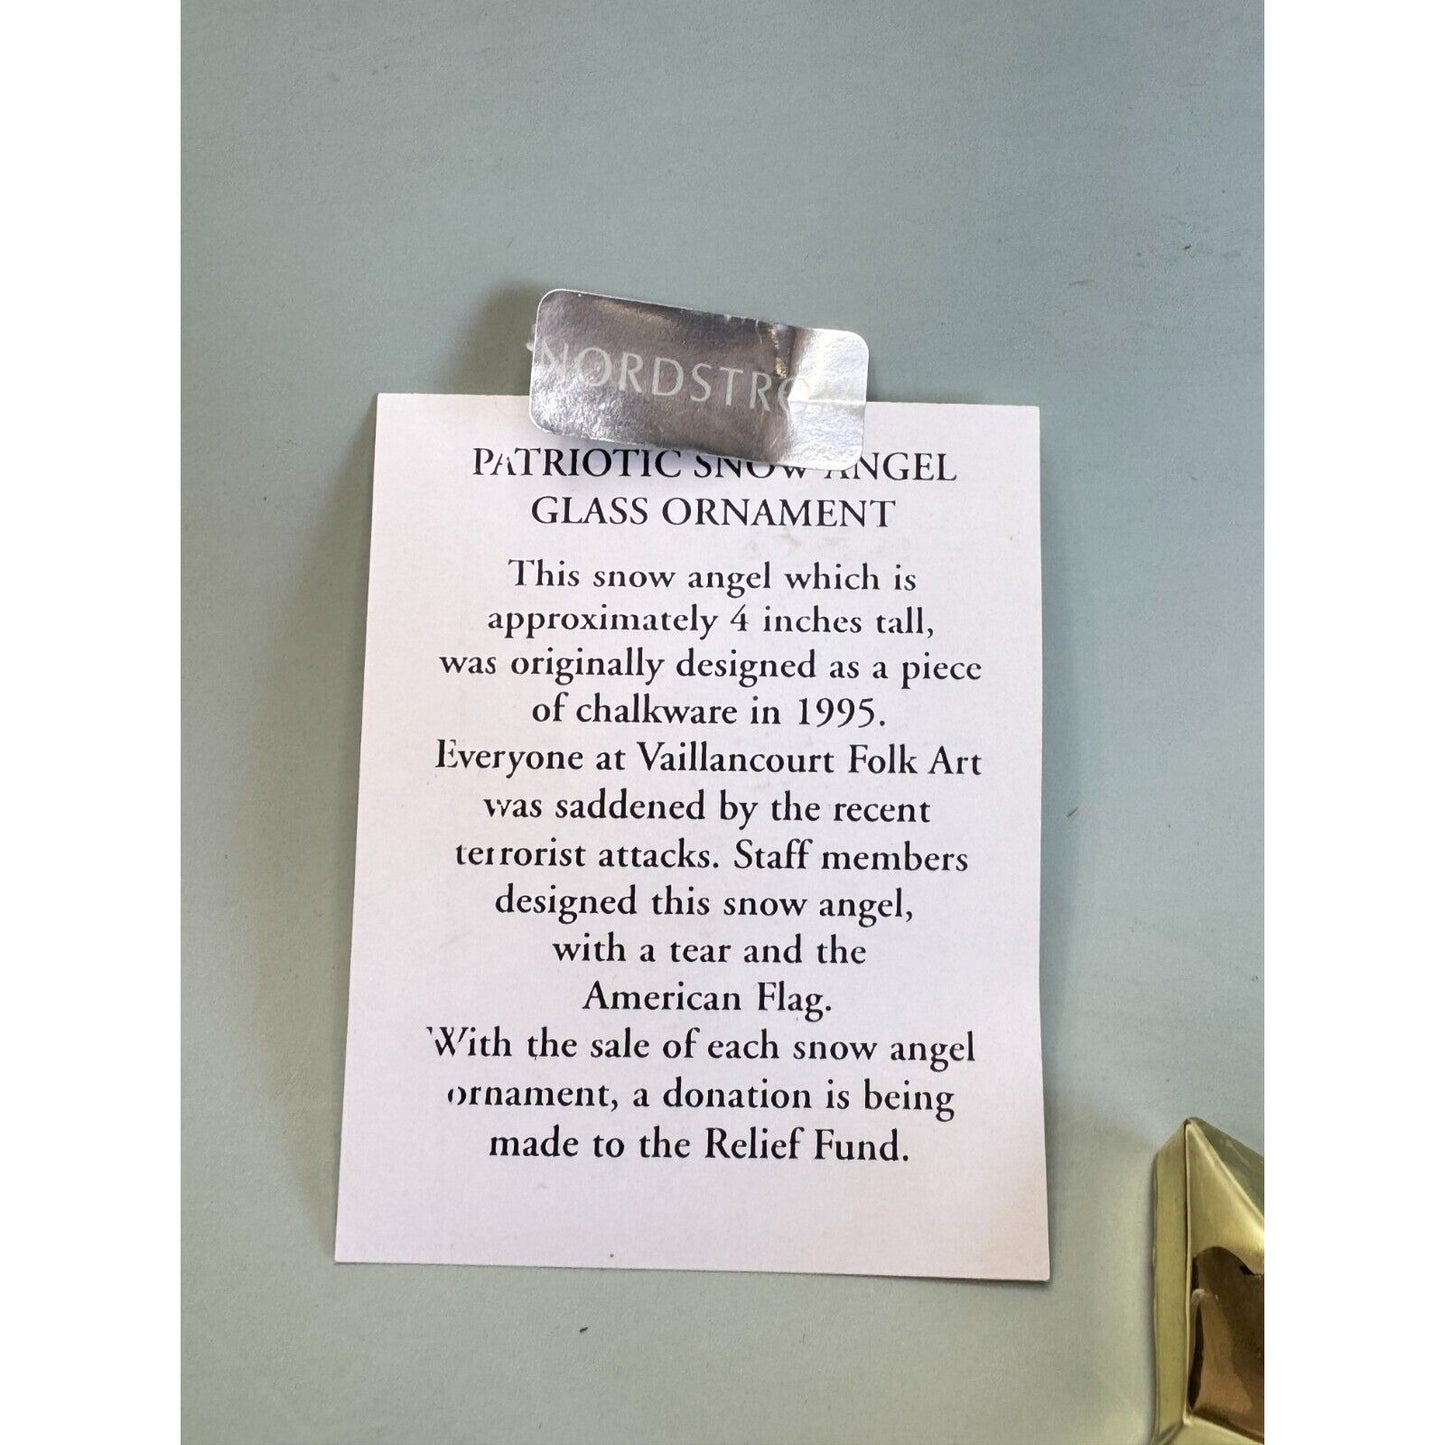 NORDSTRO
PATRIOTIC SNOW ANGEL
GLASS ORNAMENT
This snow angel which is
approximately 4 inches tall,
was originally designed as a piece
of chalkware in 1995.
Everyone at Vaillancourt Folk Art
was saddened by the recent
terrorist attacks. Staff members
designed this snow angel,
with a tear and the
American Flag.
With the sale of each snow angel
ornament, a donation is being
made to the Relief Fund.